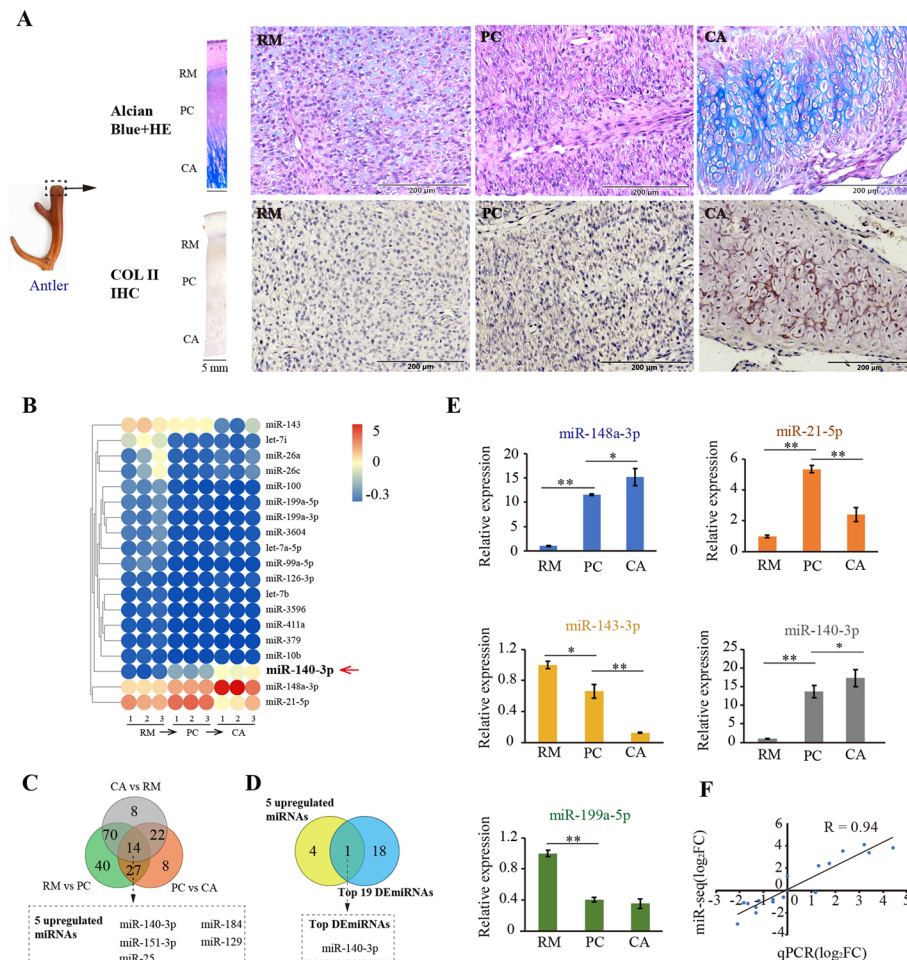 A
Alcian
Blue+HE
RM
PC
CA
RM
200 μm
PC
200 μm
CA
200 μm
Antler
COL II
IHC
RM
PC
CA
5 mm
RM
200 μm
PC
200 μm
CA
200 μm
B
miR-143
let-7i
miR-26a
miR-26c
miR-100
miR-199a-5p
miR-199a-3p
miR-3604
let-7a-5p
miR-99a-5p
miR-126-3p
let-7b
miR-3596
miR-411a
miR-379
miR-10b
miR-140-3p
miR-148a-3p
miR-21-5p
5
0
-0.3
1 2 3 1 2 3 1 2 3
RM PC CA
C
CA vs RM
8
70 22
14
40 27 8
RM vs PC PC vs CA
5 upregulated
miRNAs
miR-140-3p miR-184
miR-151-3p miR-129
miR-25
D
5 upregulated
miRNAs
4 1 18
Top 19 DEmiRNAs
Top DEmiRNAs
miR-140-3p
E
miR-148a-3p
Relative expression
20
15
10
5
0
** *
RM PC CA
miR-21-5p
Relative expression
6
4
2
0
** **
RM PC CA
miR-143-3p
Relative expression
1.2
0.8
0.4
0
* **
RM PC CA
miR-140-3p
Relative expression
25
20
15
10
5
0
** *
RM PC CA
miR-199a-5p
Relative expression
1.2
0.8
0.4
0
**
RM PC CA
F
R = 0.94
miR-seq(log₂FC)
6
4
2
0
-2
-4
-4 -2 0 2 4 6
qPCR(log₂FC)